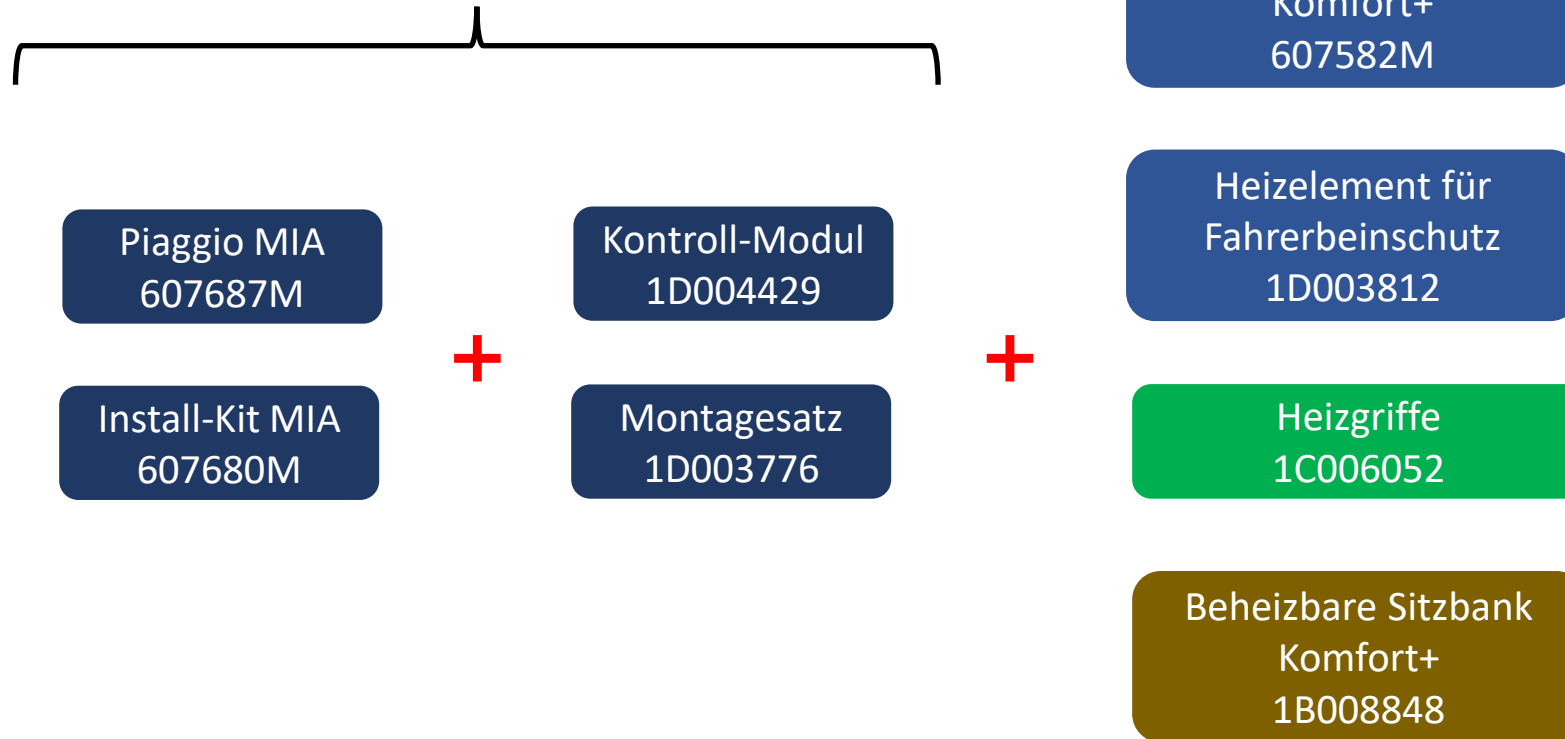 Komfort+
607582M
Piaggio MIA
607687M
Install-Kit MIA
607680M
+
Kontroll-Modul
1D004429
Montagesatz
1D003776
+
Heizelement für
Fahrerbeinschutz
1D003812
Heizgriffe
1C006052
Beheizbare Sitzbank
Komfort+
1B008848